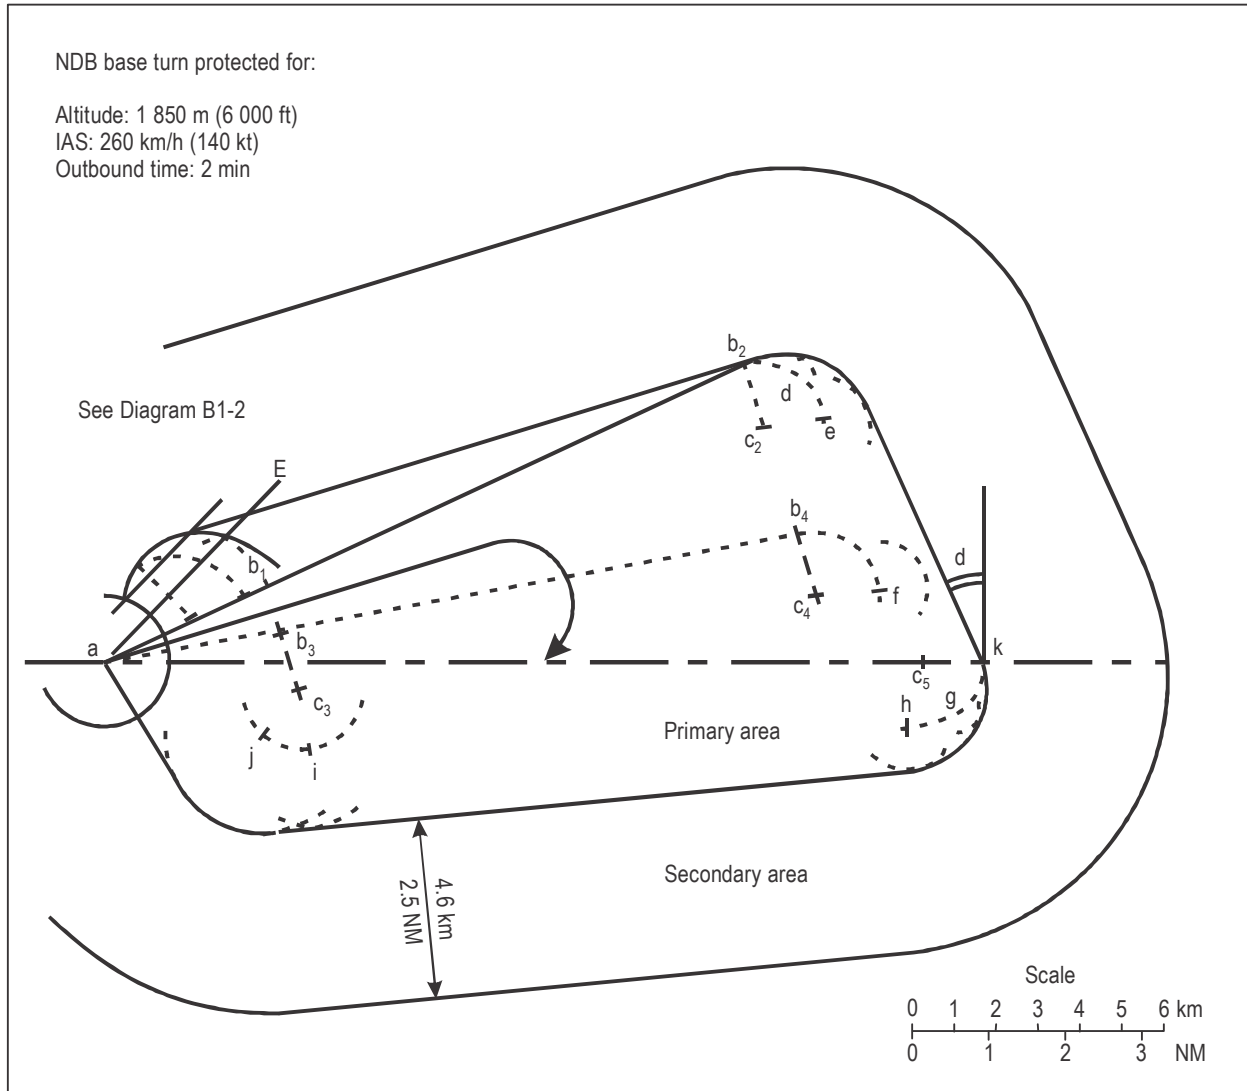 NDB base turn protected for:
Altitude: 1 850 m (6 000 ft)
IAS: 260 km/h (140 kt)
Outbound time: 2 min
b2
d
c2
e
See Diagram B1-2
E
b4
b1
d
c4
f
a
b3
k
c5
c3
h
g
Primary area
j
i
Secondary area
4.6 km
2.5 NM
Scale
0 1 2 3 4 5 6 km
0 1 2 3 NM